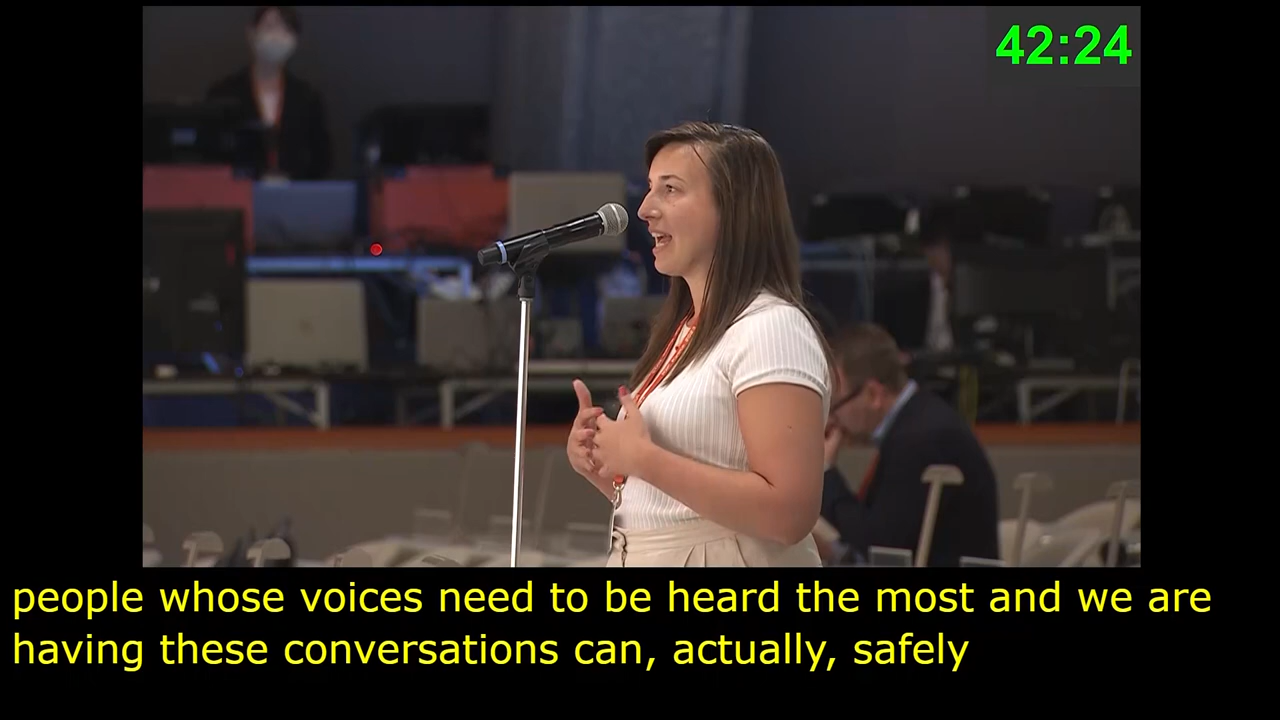 42:24
people whose voices need to be heard the most and we are
having these conversations can, actually, safely